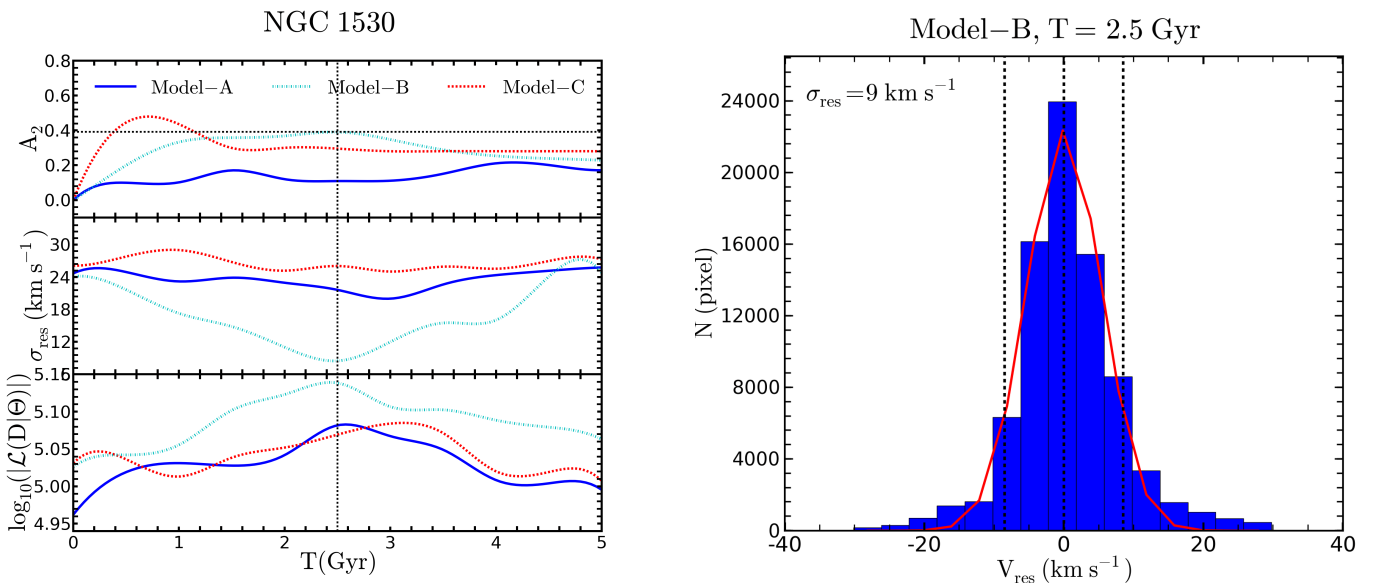 NGC 1530
0.8
Model−A Model−B Model−C
0.6
0.4
0.2
0.0
A₂
30
24
18
12
σres (km s⁻¹)
5.16
5.10
5.05
5.00
4.95
log₁₀(|ℒ(D|Θ)|)
0 1 2 3 4 5
T(Gyr)
Model−B, T = 2.5 Gyr
σres=9 km s⁻¹
24000
20000
16000
12000
8000
4000
0
N (pixel)
-40 -20 0 20 40
Vres (km s⁻¹)